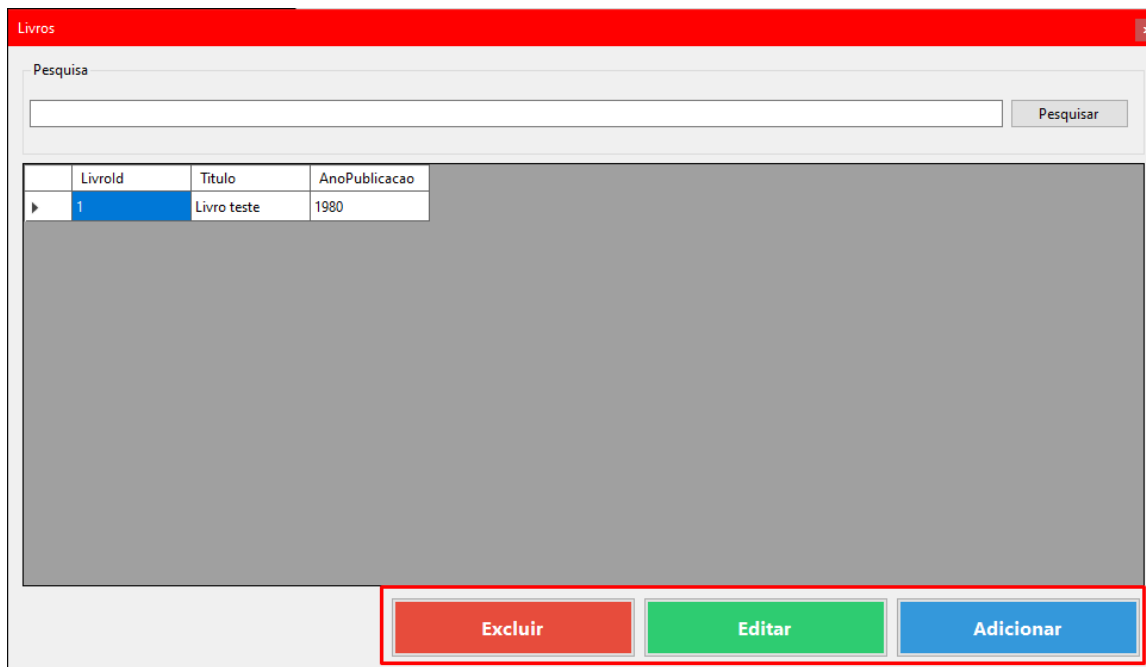 Livros
Pesquisa
Pesquisar
LivroId Titulo AnoPublicacao
1 Livro teste 1980
Excluir Editar Adicionar